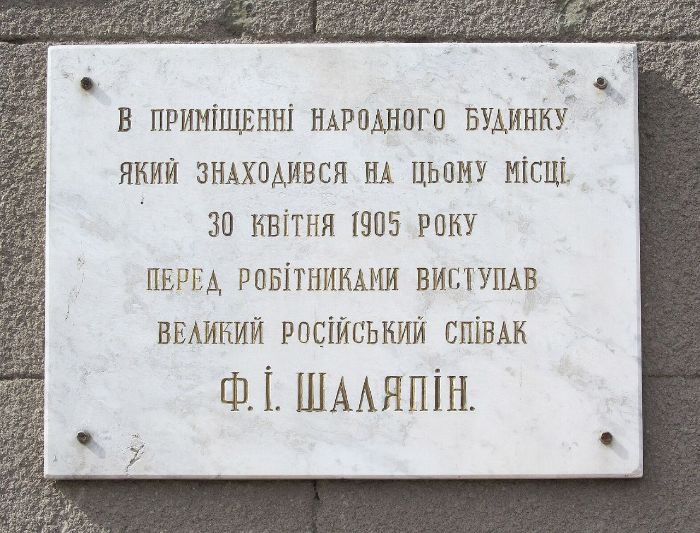 В ПРИМІЩЕННІ НАРОДНОГО БУДИНКУ,
ЯКИЙ ЗНАХОДИВСЯ НА ЦЬОМУ МІСЦІ,
30 КВІТНЯ 1905 РОКУ
ПЕРЕД РОБІТНИКАМИ ВИСТУПАВ
ВЕЛИКИЙ РОСІЙСЬКИЙ СПІВАК
Ф. І. ШАЛЯПІН.